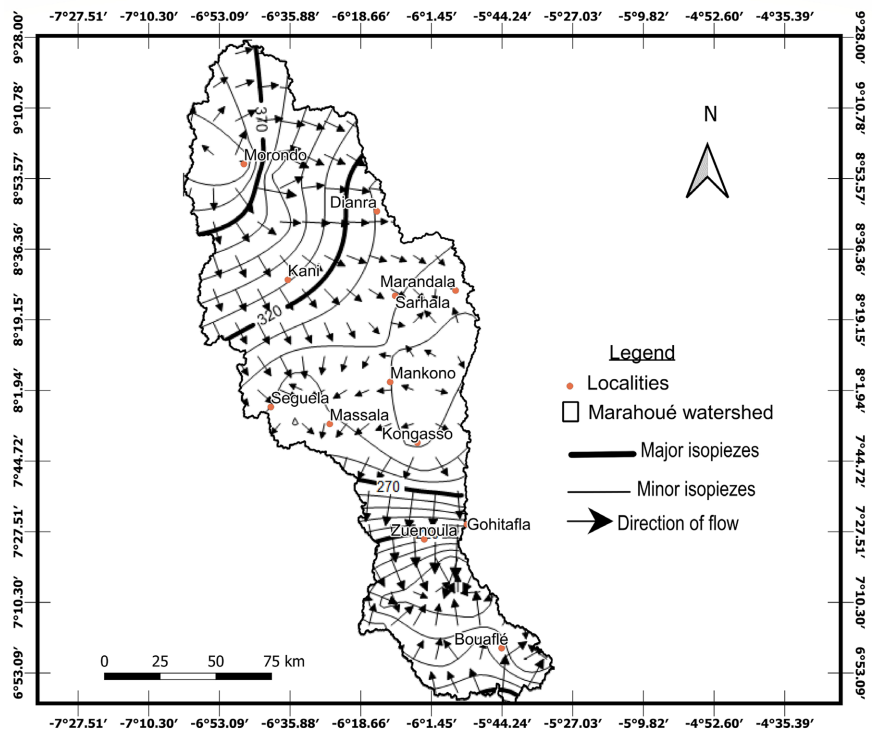 -7°27.51′ -7°10.30′ -6°53.09′ -6°35.88′ -6°18.66′ -6°1.45′ -5°44.24′ -5°27.03′ -5°9.82′ -4°52.60′ -4°35.39′
9°28.00′ 9°28.00′
9°10.78′ 9°10.78′
N
370
Morondo
8°53.57′ 8°53.57′
Dianra
8°36.36′ 8°36.36′
Kani
Marandala
Sarhala
320
8°19.15′ 8°19.15′
Legend
Mankono
Localities
8°1.94′ 8°1.94′
Seguela
Marahoué watershed
Massala
Kongasso
Major isopiezes
7°44.72′ 7°44.72′
270
Minor isopiezes
Gohitafla
Direction of flow
Zuenoula
7°27.51′ 7°27.51′
7°10.30′ 7°10.30′
Bouaflé
0 25 50 75 km
6°53.09′ 6°53.09′
-7°27.51′ -7°10.30′ -6°53.09′ -6°35.88′ -6°18.66′ -6°1.45′ -5°44.24′ -5°27.03′ -5°9.82′ -4°52.60′ -4°35.39′